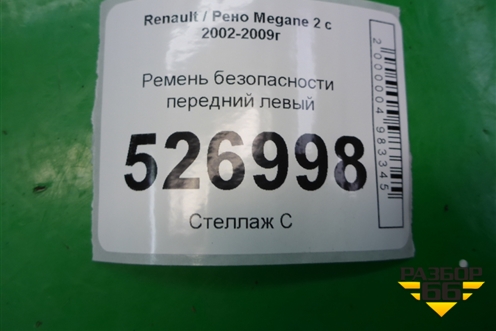 Renault / Рено Megane 2 с
2002-2009г
Ремень безопасности
передний левый
526998
Стеллаж С
2000004983345
РАЗБОР
66